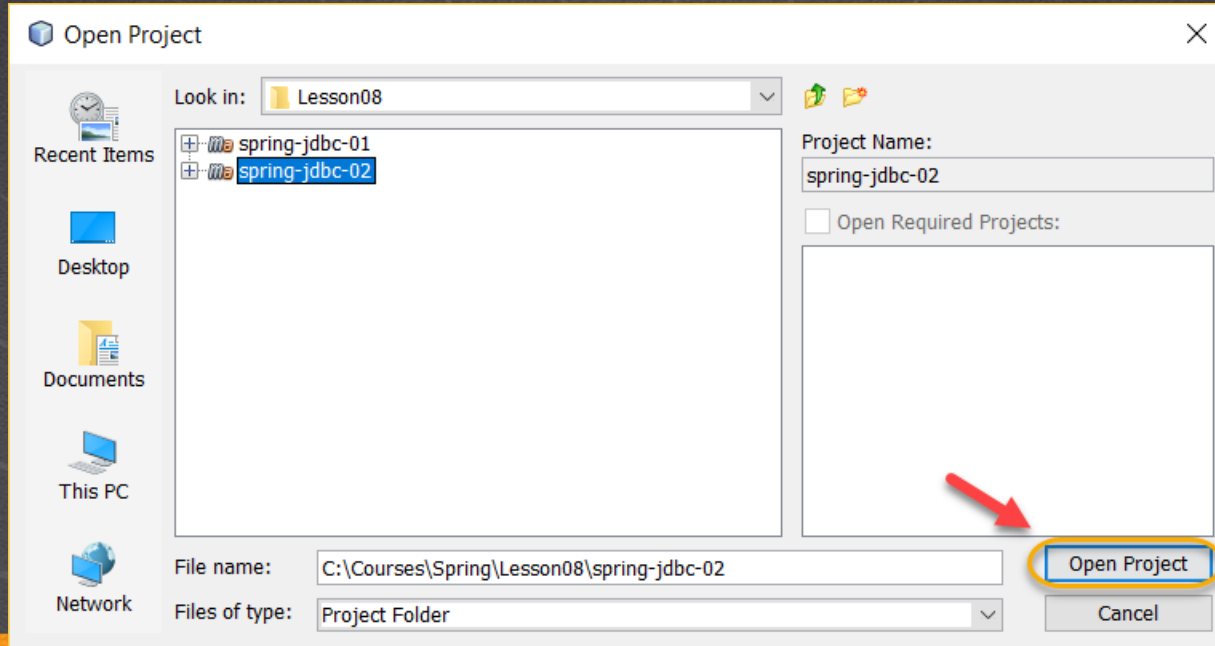 Open Project
Look in: Lesson08
Recent Items
Desktop
Documents
This PC
Network
spring-jdbc-01
spring-jdbc-02
Project Name:
spring-jdbc-02
Open Required Projects:
File name: C:\Courses\Spring\Lesson08\spring-jdbc-02
Open Project
Files of type: Project Folder
Cancel